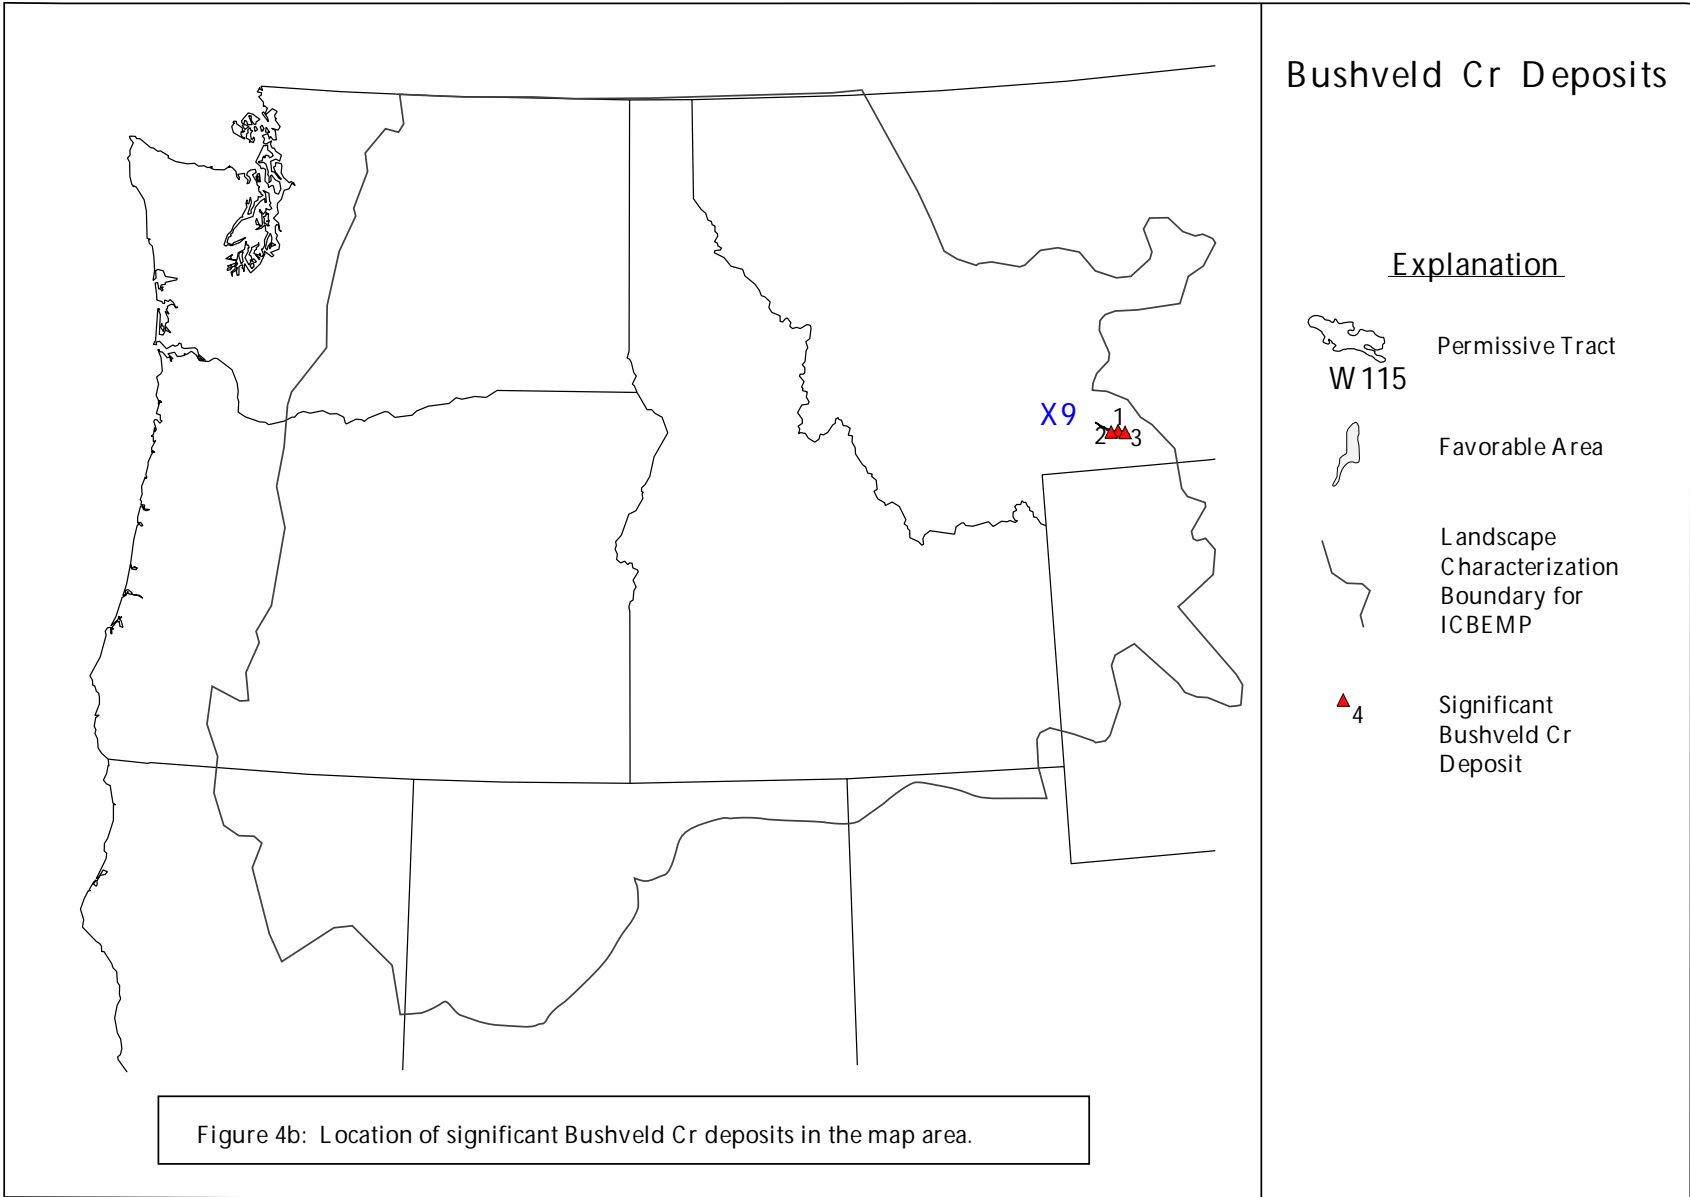 Bushveld Cr Deposits
Explanation
Permissive Tract
W115
Favorable Area
Landscape
Characterization
Boundary for
ICBEMP
4
Significant
Bushveld Cr
Deposit
X9
1
2
3
Figure 4b: Location of significant Bushveld Cr deposits in the map area.